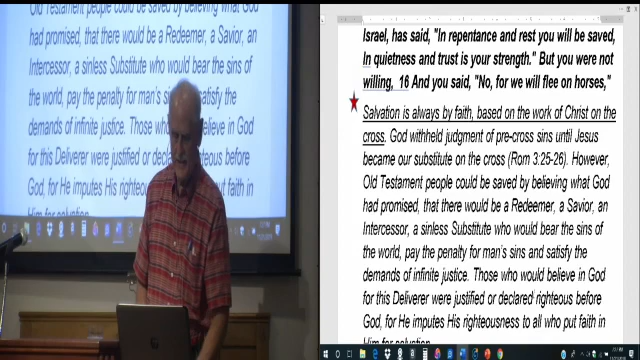 Old Testament people could be saved by believing what God
had promised, that there would be a Redeemer, a Savior, an
Intercessor, a sinless Substitute who would bear the sins of
the world, pay the penalty for man's sins and satisfy the
demands of infinite justice. Those who would believe in God
for this Deliverer were justified or declared righteous before
God, for He imputes His righteousness to all who put faith in
Him for salvation
Israel, has said, "In repentance and rest you will be saved,
In quietness and trust is your strength." But you were not
willing, 16 And you said, "No, for we will flee on horses,"
Salvation is always by faith, based on the work of Christ on the
cross. God withheld judgment of pre-cross sins until Jesus
became our substitute on the cross (Rom 3:25-26). However,
Old Testament people could be saved by believing what God
had promised, that there would be a Redeemer, a Savior, an
Intercessor, a sinless Substitute who would bear the sins of
the world, pay the penalty for man's sins and satisfy the
demands of infinite justice. Those who would believe in God
for this Deliverer were justified or declared righteous before
God, for He imputes His righteousness to all who put faith in
Him for salvation